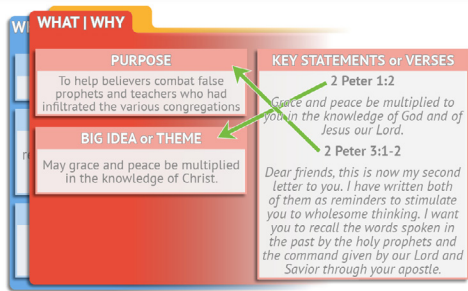 WHAT | WHY
PURPOSE
To help believers combat false
prophets and teachers who had
infiltrated the various congregations
BIG IDEA or THEME
May grace and peace be multiplied
in the knowledge of Christ.
KEY STATEMENTS or VERSES
2 Peter 1:2
Grace and peace be multiplied to
you in the knowledge of God and of
Jesus our Lord.
2 Peter 3:1-2
Dear friends, this is now my second
letter to you. I have written both
of them as reminders to stimulate
you to wholesome thinking. I want
you to recall the words spoken in
the past by the holy prophets and
the command given by our Lord and
Savior through your apostle.